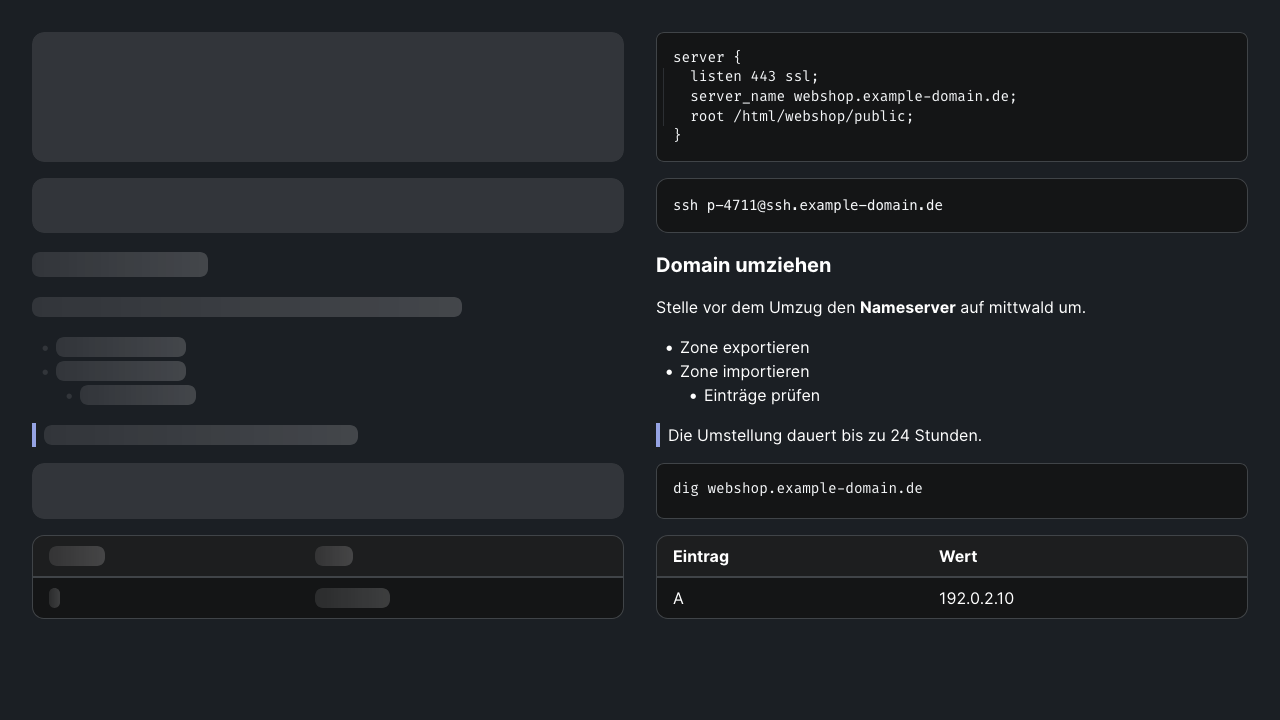 server {
  listen 443 ssl;
  server_name webshop.example-domain.de;
  root /html/webshop/public;
}
ssh p-4711@ssh.example-domain.de
Domain umziehen
Stelle vor dem Umzug den Nameserver auf mittwald um.
• Zone exportieren
• Zone importieren
• Einträge prüfen
Die Umstellung dauert bis zu 24 Stunden.
dig webshop.example-domain.de
Eintrag Wert
A 192.0.2.10